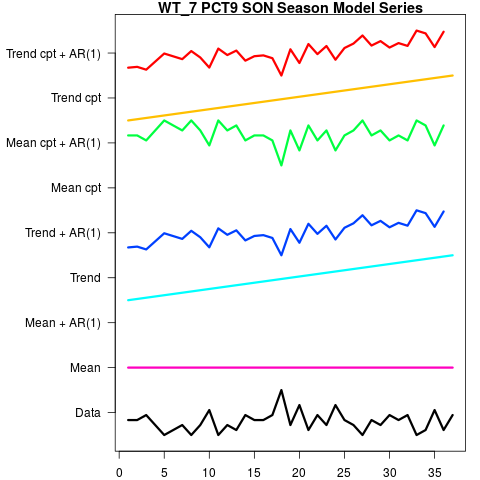 WT_7 PCT9 SON Season Model Series
Trend cpt + AR(1)
Trend cpt
Mean cpt + AR(1)
Mean cpt
Trend + AR(1)
Trend
Mean + AR(1)
Mean
Data
0 5 10 15 20 25 30 35